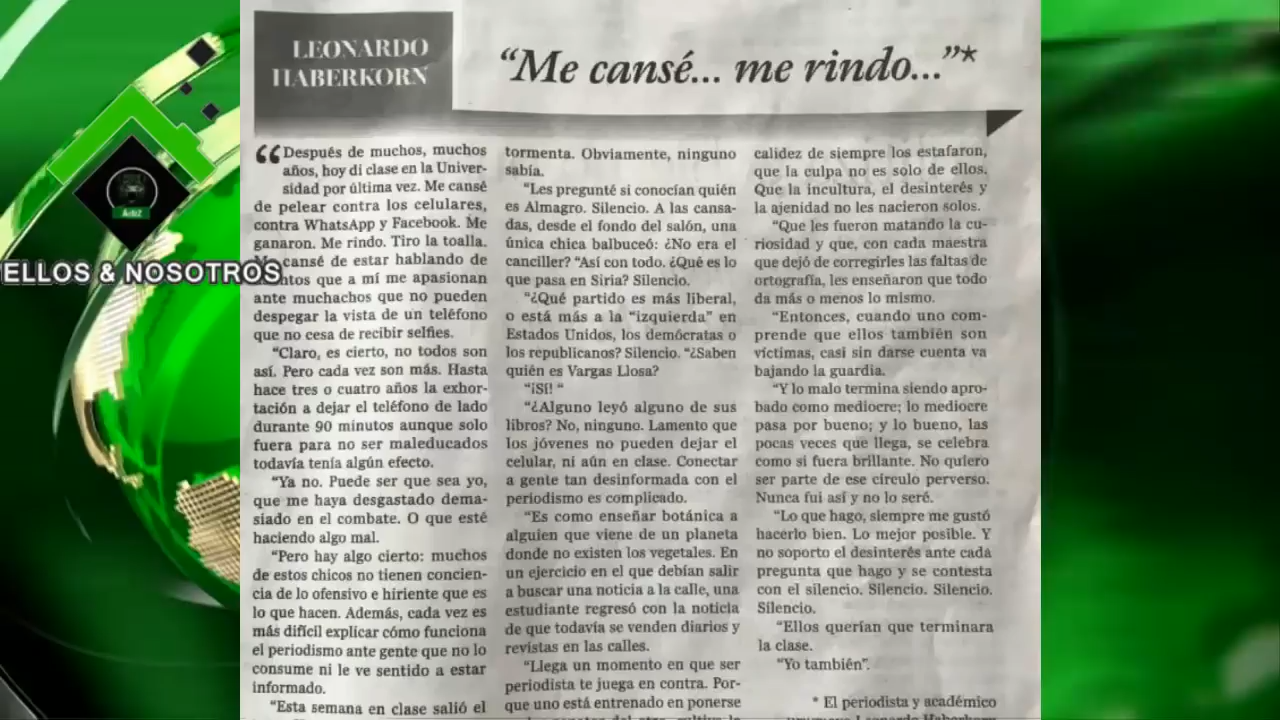 LEONARDO
HABERKORN
“Me cansé... me rindo...”*
“Después de muchos, muchos
años, hoy di clase en la Univer-
sidad por última vez. Me cansé
de pelear contra los celulares,
contra WhatsApp y Facebook. Me
ganaron. Me rindo. Tiro la toalla.
cansé de estar hablando de
que a mí me apasionan
ante muchachos que no pueden
despegar la vista de un teléfono
que no cesa de recibir selfies.
“Claro, es cierto, no todos son
así. Pero cada vez son más. Hasta
hace tres o cuatro años la exhor-
tación a dejar el teléfono de lado
durante 90 minutos aunque solo
fuera para no ser maleducados
todavía tenía algún efecto.
“Ya no. Puede ser que sea yo,
que me haya desgastado dema-
siado en el combate. O que esté
haciendo algo mal.
“Pero hay algo cierto: muchos
de estos chicos no tienen concien-
cia de lo ofensivo e hiriente que es
lo que hacen. Además, cada vez es
más difícil explicar cómo funciona
el periodismo ante gente que no lo
consume ni le ve sentido a estar
informado.
“Esta semana en clase salió el
tormenta. Obviamente, ninguno
sabía.
“Les pregunté si conocían quién
es Almagro. Silencio. A las cansa-
das, desde el fondo del salón, una
única chica balbuceó: ¿No era el
canciller? “Así con todo. ¿Qué es lo
que pasa en Siria? Silencio.
“¿Qué partido es más liberal,
o está más a la “izquierda” en
Estados Unidos, los demócratas o
los republicanos? Silencio. “¿Saben
quién es Vargas Llosa?
“¡Sí! “
“¿Alguno leyó alguno de sus
libros? No, ninguno. Lamento que
los jóvenes no pueden dejar el
celular, ni aún en clase. Conectar
a gente tan desinformada con el
periodismo es complicado.
“Es como enseñar botánica a
alguien que viene de un planeta
donde no existen los vegetales. En
un ejercicio en el que debían salir
a buscar una noticia a la calle, una
estudiante regresó con la noticia
de que todavía se venden diarios y
revistas en las calles.
“Llega un momento en que ser
periodista te juega en contra. Por-
que uno está entrenado en ponerse
calidez de siempre los estafaron,
que la culpa no es solo de ellos.
Que la incultura, el desinterés y
la ajenidad no les nacieron solos.
“Que les fueron matando la cu-
riosidad y que, con cada maestra
que dejó de corregirles las faltas de
ortografía, les enseñaron que todo
da más o menos lo mismo.
“Entonces, cuando uno com-
prende que ellos también son
víctimas, casi sin darse cuenta va
bajando la guardia.
“Y lo malo termina siendo apro-
bado como mediocre; lo mediocre
pasa por bueno; y lo bueno, las
pocas veces que llega, se celebra
como si fuera brillante. No quiero
ser parte de ese círculo perverso.
Nunca fui así y no lo seré.
“Lo que hago, siempre me gustó
hacerlo bien. Lo mejor posible. Y
no soporto el desinterés ante cada
pregunta que hago y se contesta
con el silencio. Silencio. Silencio.
Silencio.
“Ellos querían que terminara
la clase.
“Yo también”.
* El periodista y académico
ELLOS & NOSOTROS